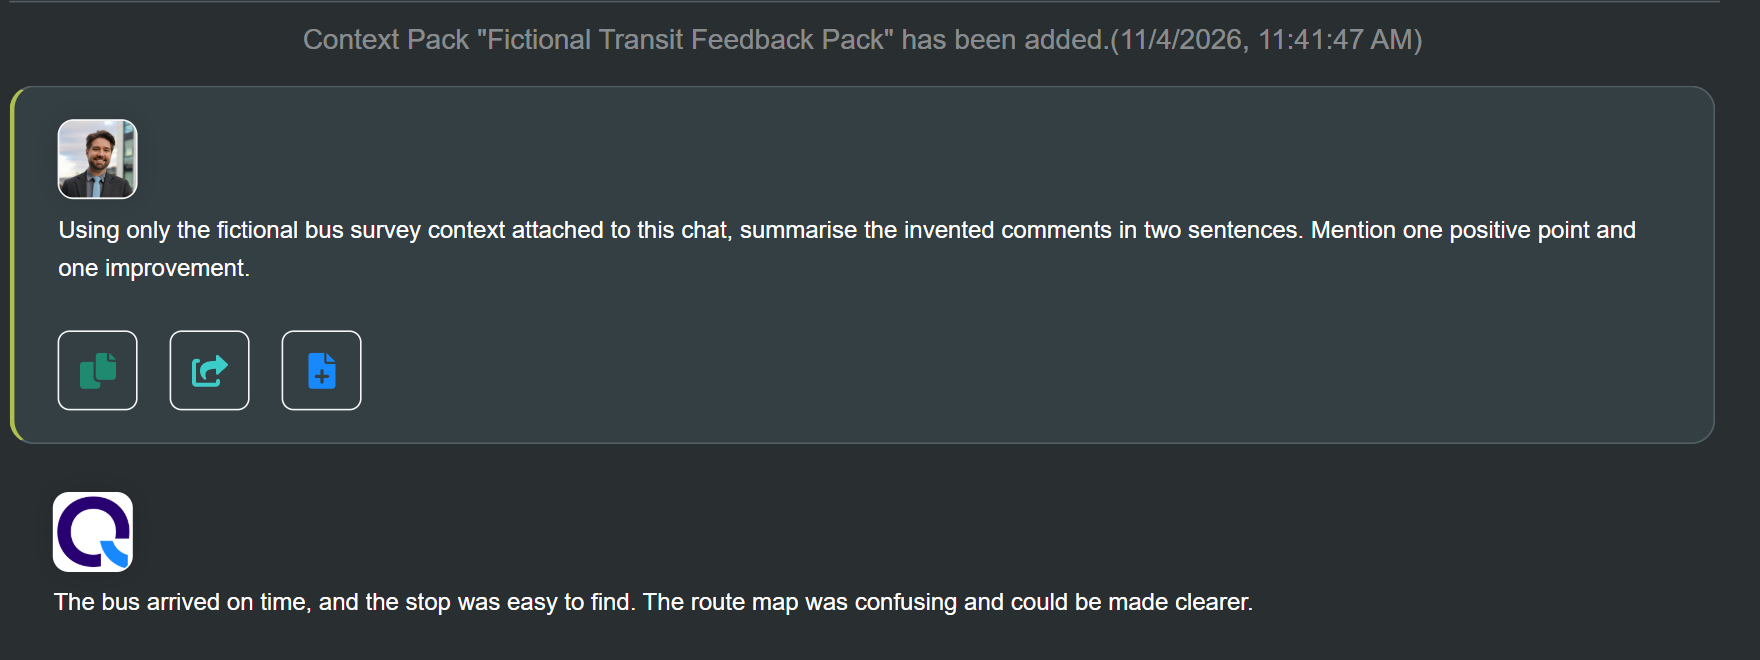 Context Pack "Fictional Transit Feedback Pack" has been added.(11/4/2026, 11:41:47 AM)
Using only the fictional bus survey context attached to this chat, summarise the invented comments in two sentences. Mention one positive point and
one improvement.
The bus arrived on time, and the stop was easy to find. The route map was confusing and could be made clearer.